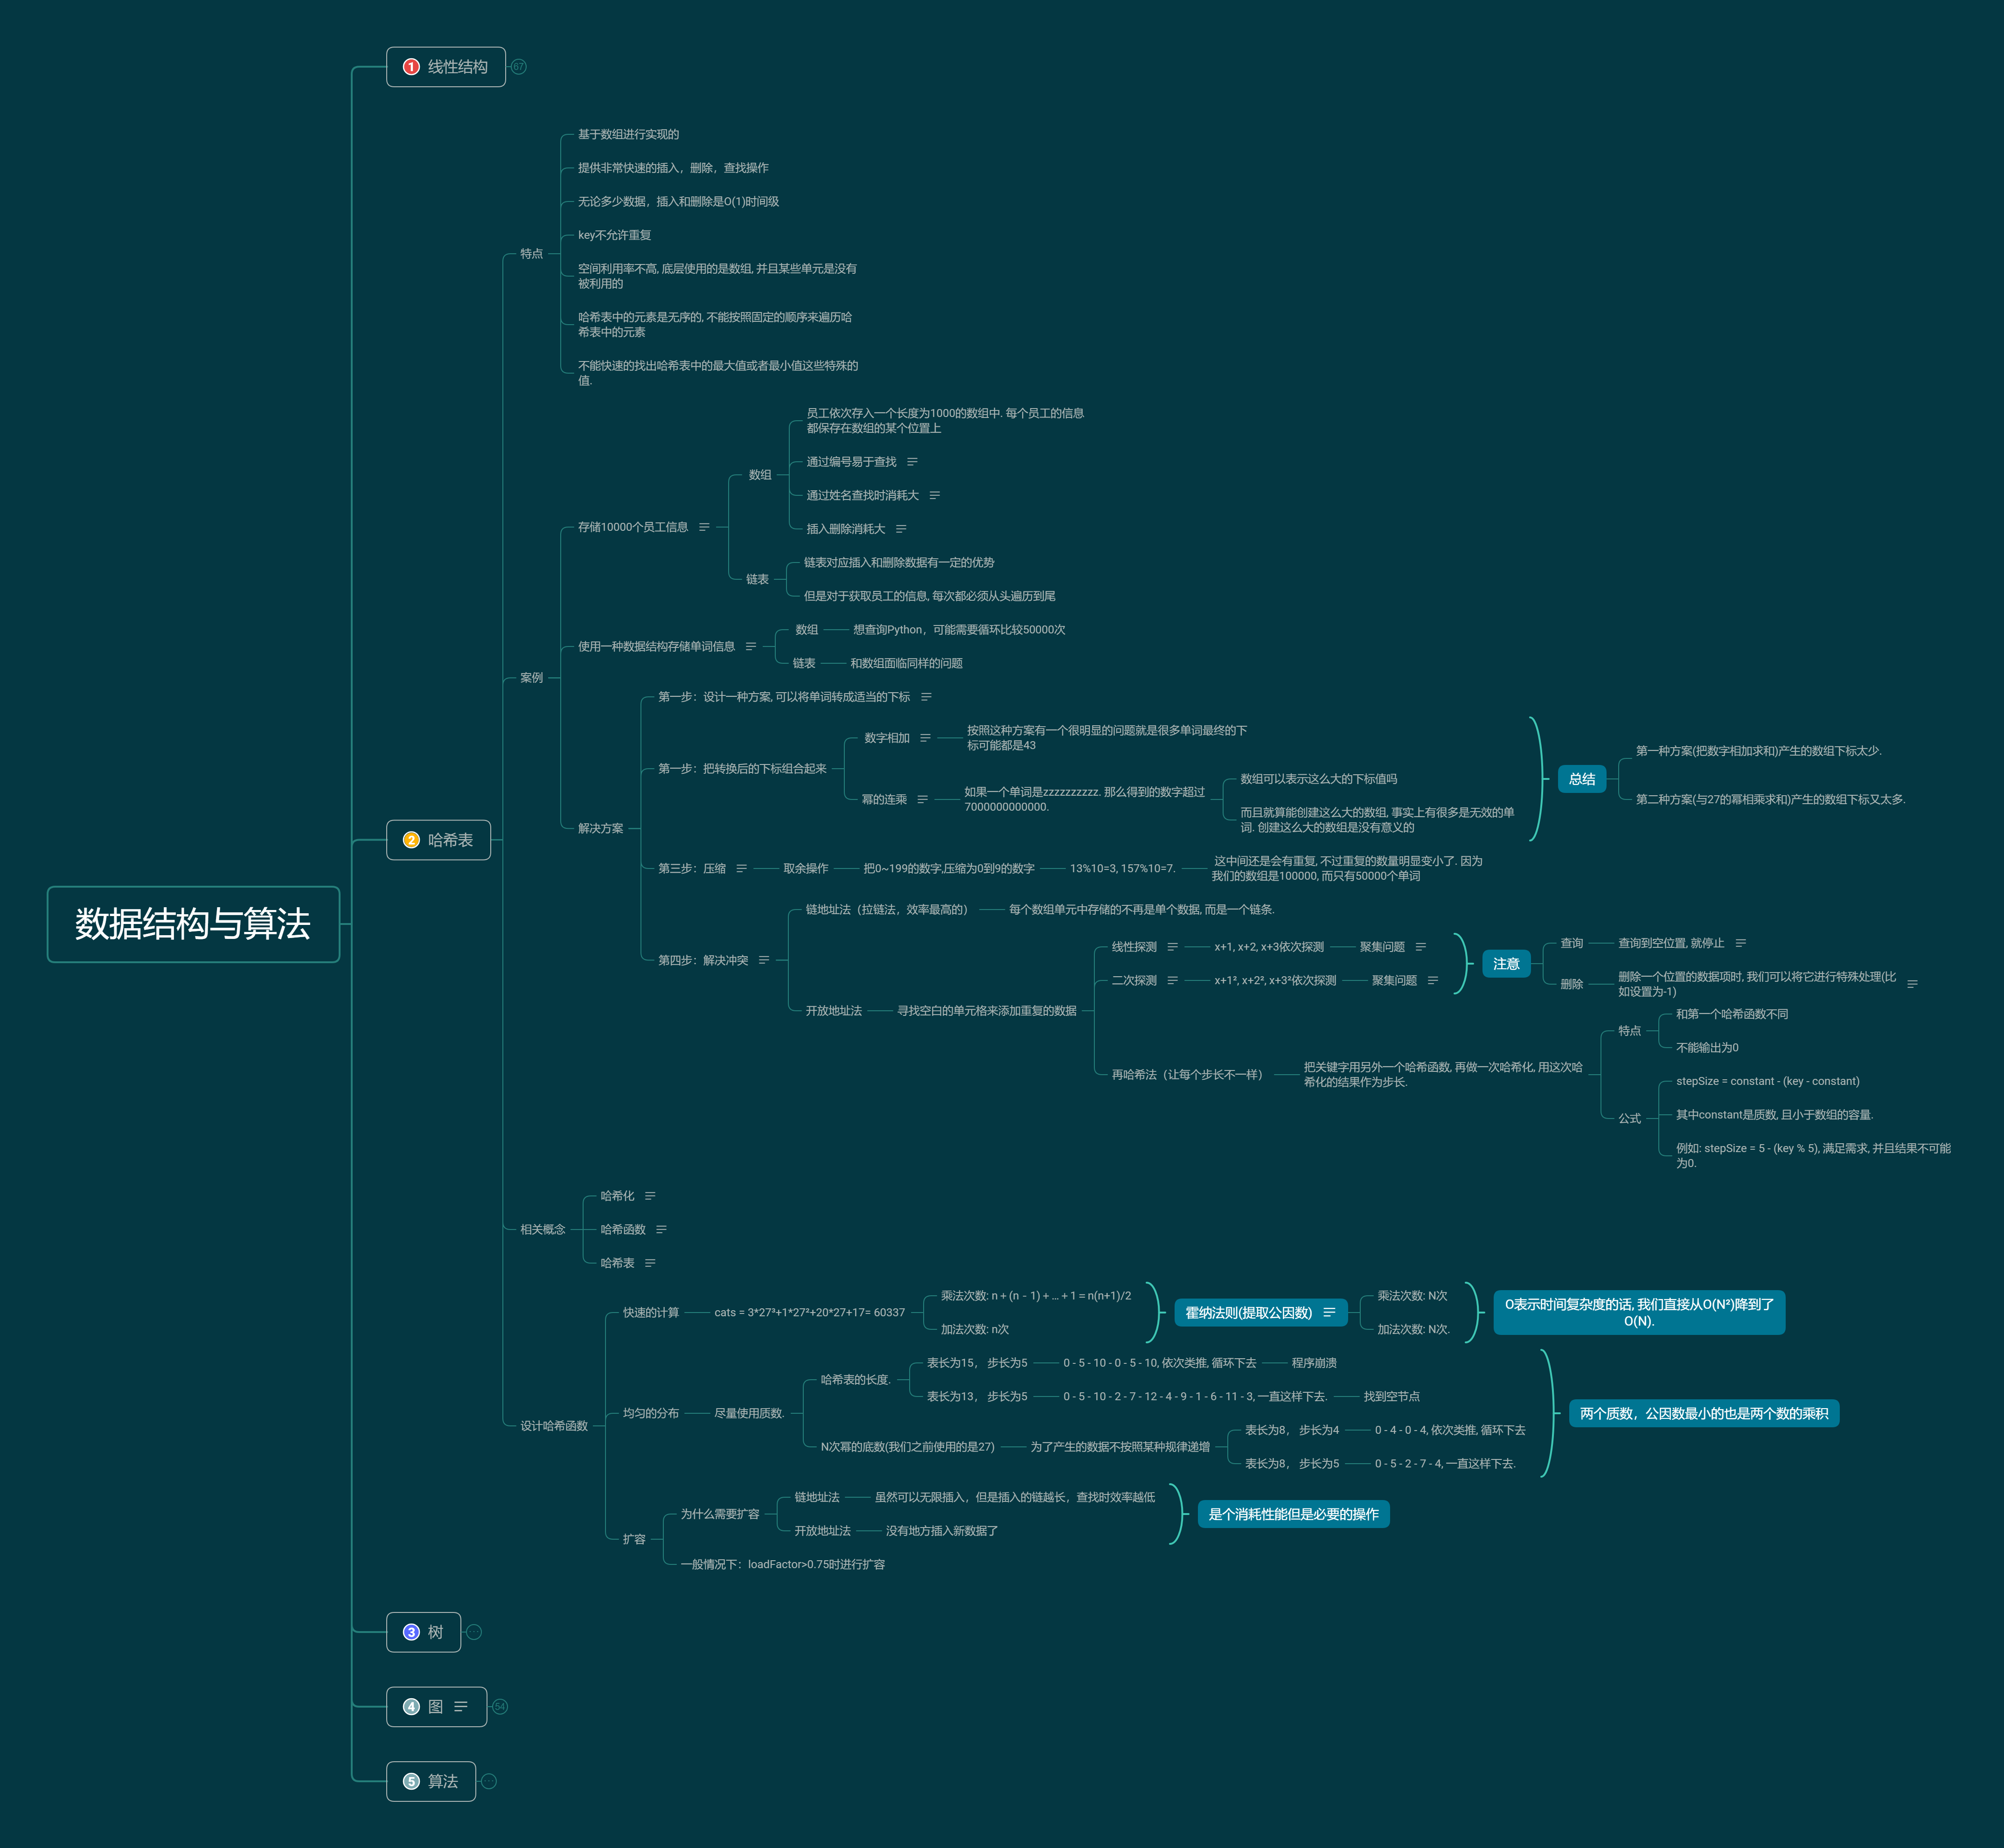 数据结构与算法
1 线性结构 67
2 哈希表
特点
基于数组进行实现的
提供非常快速的插入，删除，查找操作
无论多少数据，插入和删除是O(1)时间级
key不允许重复
空间利用率不高, 底层使用的是数组, 并且某些单元是没有
被利用的
哈希表中的元素是无序的, 不能按照固定的顺序来遍历哈
希表中的元素
不能快速的找出哈希表中的最大值或者最小值这些特殊的
值.
案例
存储10000个员工信息
数组
员工依次存入一个长度为1000的数组中. 每个员工的信息
都保存在数组的某个位置上
通过编号易于查找
通过姓名查找时消耗大
插入删除消耗大
链表
链表对应插入和删除数据有一定的优势
但是对于获取员工的信息, 每次都必须从头遍历到尾
使用一种数据结构存储单词信息
数组
想查询Python，可能需要循环比较50000次
链表
和数组面临同样的问题
解决方案
第一步：设计一种方案, 可以将单词转成适当的下标
第一步：把转换后的下标组合起来
数字相加
按照这种方案有一个很明显的问题就是很多单词最终的下
标可能都是43
幂的连乘
如果一个单词是zzzzzzzzzz. 那么得到的数字超过
7000000000000.
数组可以表示这么大的下标值吗
而且就算能创建这么大的数组, 事实上有很多是无效的单
词. 创建这么大的数组是没有意义的
总结
第一种方案(把数字相加求和)产生的数组下标太少.
第二种方案(与27的幂相乘求和)产生的数组下标又太多.
第三步：压缩
取余操作
把0~199的数字,压缩为0到9的数字
13%10=3, 157%10=7.
这中间还是会有重复, 不过重复的数量明显变小了. 因为
我们的数组是100000, 而只有50000个单词
第四步：解决冲突
链地址法（拉链法，效率最高的）
每个数组单元中存储的不再是单个数据, 而是一个链条.
开放地址法
寻找空白的单元格来添加重复的数据
线性探测
x+1, x+2, x+3依次探测
聚集问题
二次探测
x+1², x+2², x+3²依次探测
聚集问题
注意
查询
查询到空位置, 就停止
删除
删除一个位置的数据项时, 我们可以将它进行特殊处理(比
如设置为-1)
再哈希法（让每个步长不一样）
把关键字用另外一个哈希函数, 再做一次哈希化, 用这次哈
希化的结果作为步长.
特点
和第一个哈希函数不同
不能输出为0
公式
stepSize = constant - (key - constant)
其中constant是质数, 且小于数组的容量.
例如: stepSize = 5 - (key % 5), 满足需求, 并且结果不可能
为0.
相关概念
哈希化
哈希函数
哈希表
设计哈希函数
快速的计算
cats = 3*27³+1*27²+20*27+17= 60337
乘法次数: n + (n - 1) + ... + 1 = n(n+1)/2
加法次数: n次
霍纳法则(提取公因数)
乘法次数: N次
加法次数: N次.
O表示时间复杂度的话, 我们直接从O(N²)降到了
O(N).
均匀的分布
尽量使用质数.
哈希表的长度.
表长为15， 步长为5
0 - 5 - 10 - 0 - 5 - 10, 依次类推, 循环下去
程序崩溃
表长为13， 步长为5
0 - 5 - 10 - 2 - 7 - 12 - 4 - 9 - 1 - 6 - 11 - 3, 一直这样下去.
找到空节点
N次幂的底数(我们之前使用的是27)
为了产生的数据不按照某种规律递增
表长为8， 步长为4
0 - 4 - 0 - 4, 依次类推, 循环下去
表长为8， 步长为5
0 - 5 - 2 - 7 - 4, 一直这样下去.
两个质数，公因数最小的也是两个数的乘积
扩容
为什么需要扩容
链地址法
虽然可以无限插入，但是插入的链越长，查找时效率越低
开放地址法
没有地方插入新数据了
是个消耗性能但是必要的操作
一般情况下：loadFactor>0.75时进行扩容
3 树 ...
4 图 54
5 算法 ...